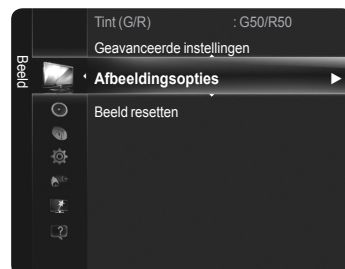 Beeld
Tint (G/R) : G50/R50
Geavanceerde instellingen
Afbeeldingsopties
Beeld resetten